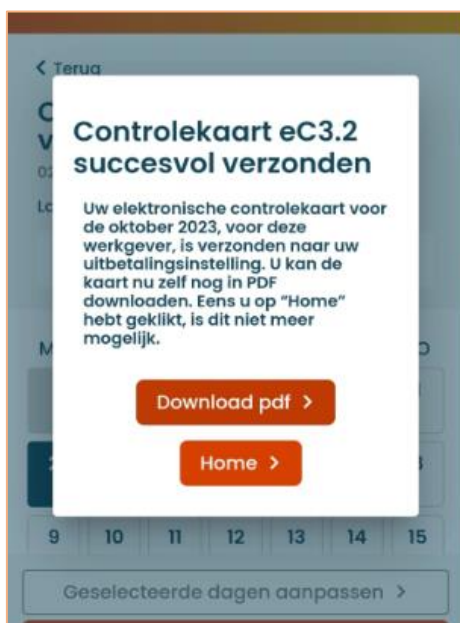 Terug
Controlekaart eC3.2
succesvol verzonden
Uw elektronische controlekaart voor
de oktober 2023, voor deze
werkgever, is verzonden naar uw
uitbetalingsinstelling. U kan de
kaart nu zelf nog in PDF
downloaden. Eens u op “Home”
hebt geklikt, is dit niet meer
mogelijk.
Download pdf >
Home >
9 10 11 12 13 14 15
Geselecteerde dagen aanpassen >